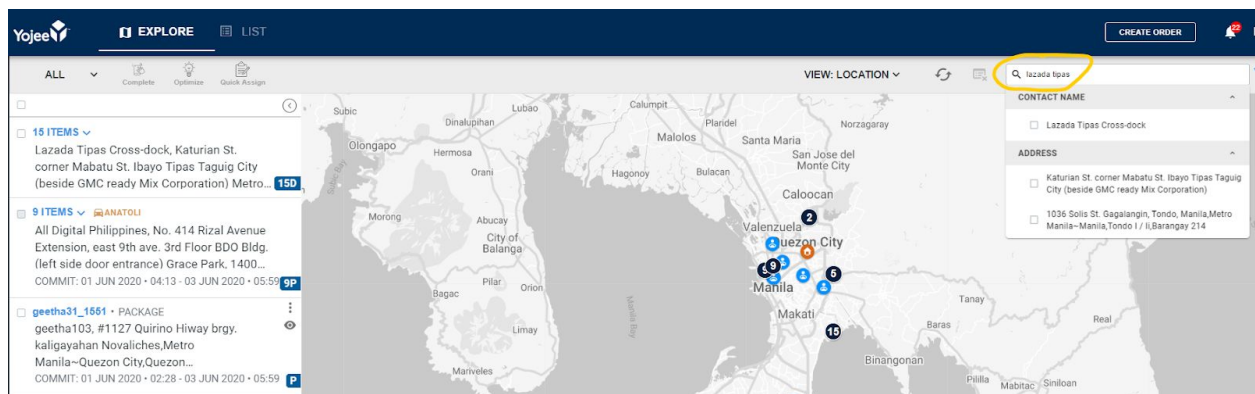 Yojee
EXPLORE
LIST
CREATE ORDER
22
ALL
Complete
Optimize
Quick Assign
VIEW: LOCATION
lazada tipas
15 ITEMS
Lazada Tipas Cross-dock, Katurian St.
corner Mabatu St. Ibayo Tipas Taguig City
(beside GMC ready Mix Corporation) Metro...
15D
9 ITEMS
ANATOLI
All Digital Philippines, No. 414 Rizal Avenue
Extension, east 9th ave. 3rd Floor BDO Bldg.
(left side door entrance) Grace Park, 1400...
COMMIT: 01 JUN 2020 • 04:13 - 03 JUN 2020 • 05:59
9P
geetha31_1551 • PACKAGE
geetha103, #1127 Quirino Hiway brgy.
kaligayahan Novaliches,Metro
Manila~Quezon City,Quezon...
COMMIT: 01 JUN 2020 • 02:28 - 03 JUN 2020 • 05:59
P
CONTACT NAME
Lazada Tipas Cross-dock
ADDRESS
Katurian St. corner Mabatu St. Ibayo Tipas Taguig
City (beside GMC ready Mix Corporation)
1036 Solis St. Gagalangin, Tondo, Manila,Metro
Manila~Manila,Tondo I / Ii,Barangay 214
Subic
Lubao
Calumpit
Dinalupihan
Plaridel
Norzagaray
Olongapo
Malolos
Santa Maria
Hermosa
San Jose del
Monte City
Orani
Hagonoy
Bulacan
Caloocan
Morong
Abucay
2
Valenzuela
City of
Balanga
Quezon City
9
9
5
Pilar
Orion
Manila
Bagac
Manila Bay
Tanay
Makati
Baras
Real
Limay
15
Binangonan
Mariveles
Pililla
Mabitac
Siniloan